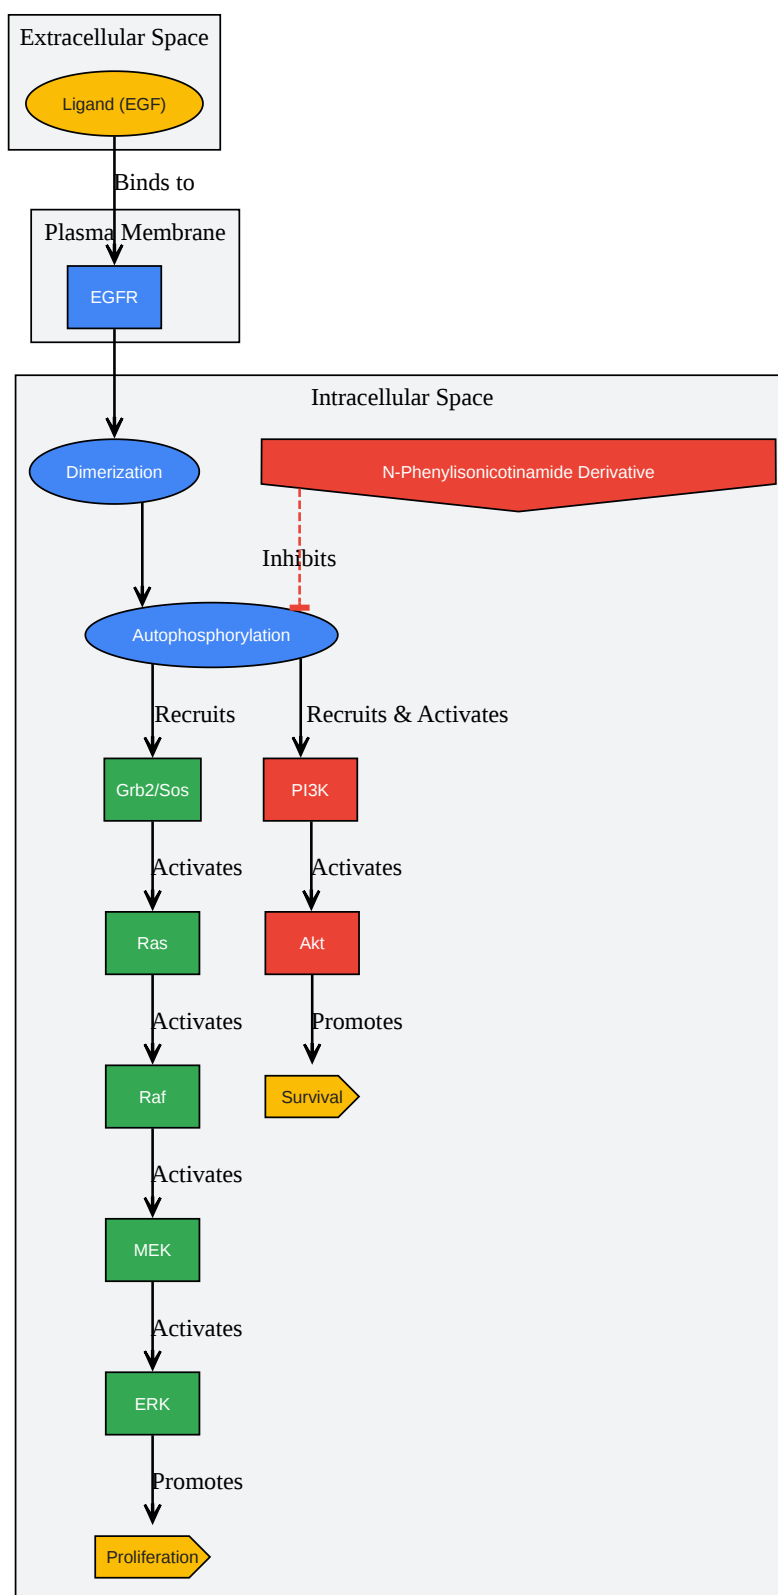 Extracellular Space
Ligand (EGF)
Binds to
Plasma Membrane
EGFR
Intracellular Space
Dimerization
N-Phenylisonicotinamide Derivative
Inhibits
Autophosphorylation
Recruits
Recruits & Activates
Grb2/Sos
PI3K
Activates
Activates
Ras
Akt
Activates
Promotes
Raf
Survival
Activates
MEK
Activates
ERK
Promotes
Proliferation